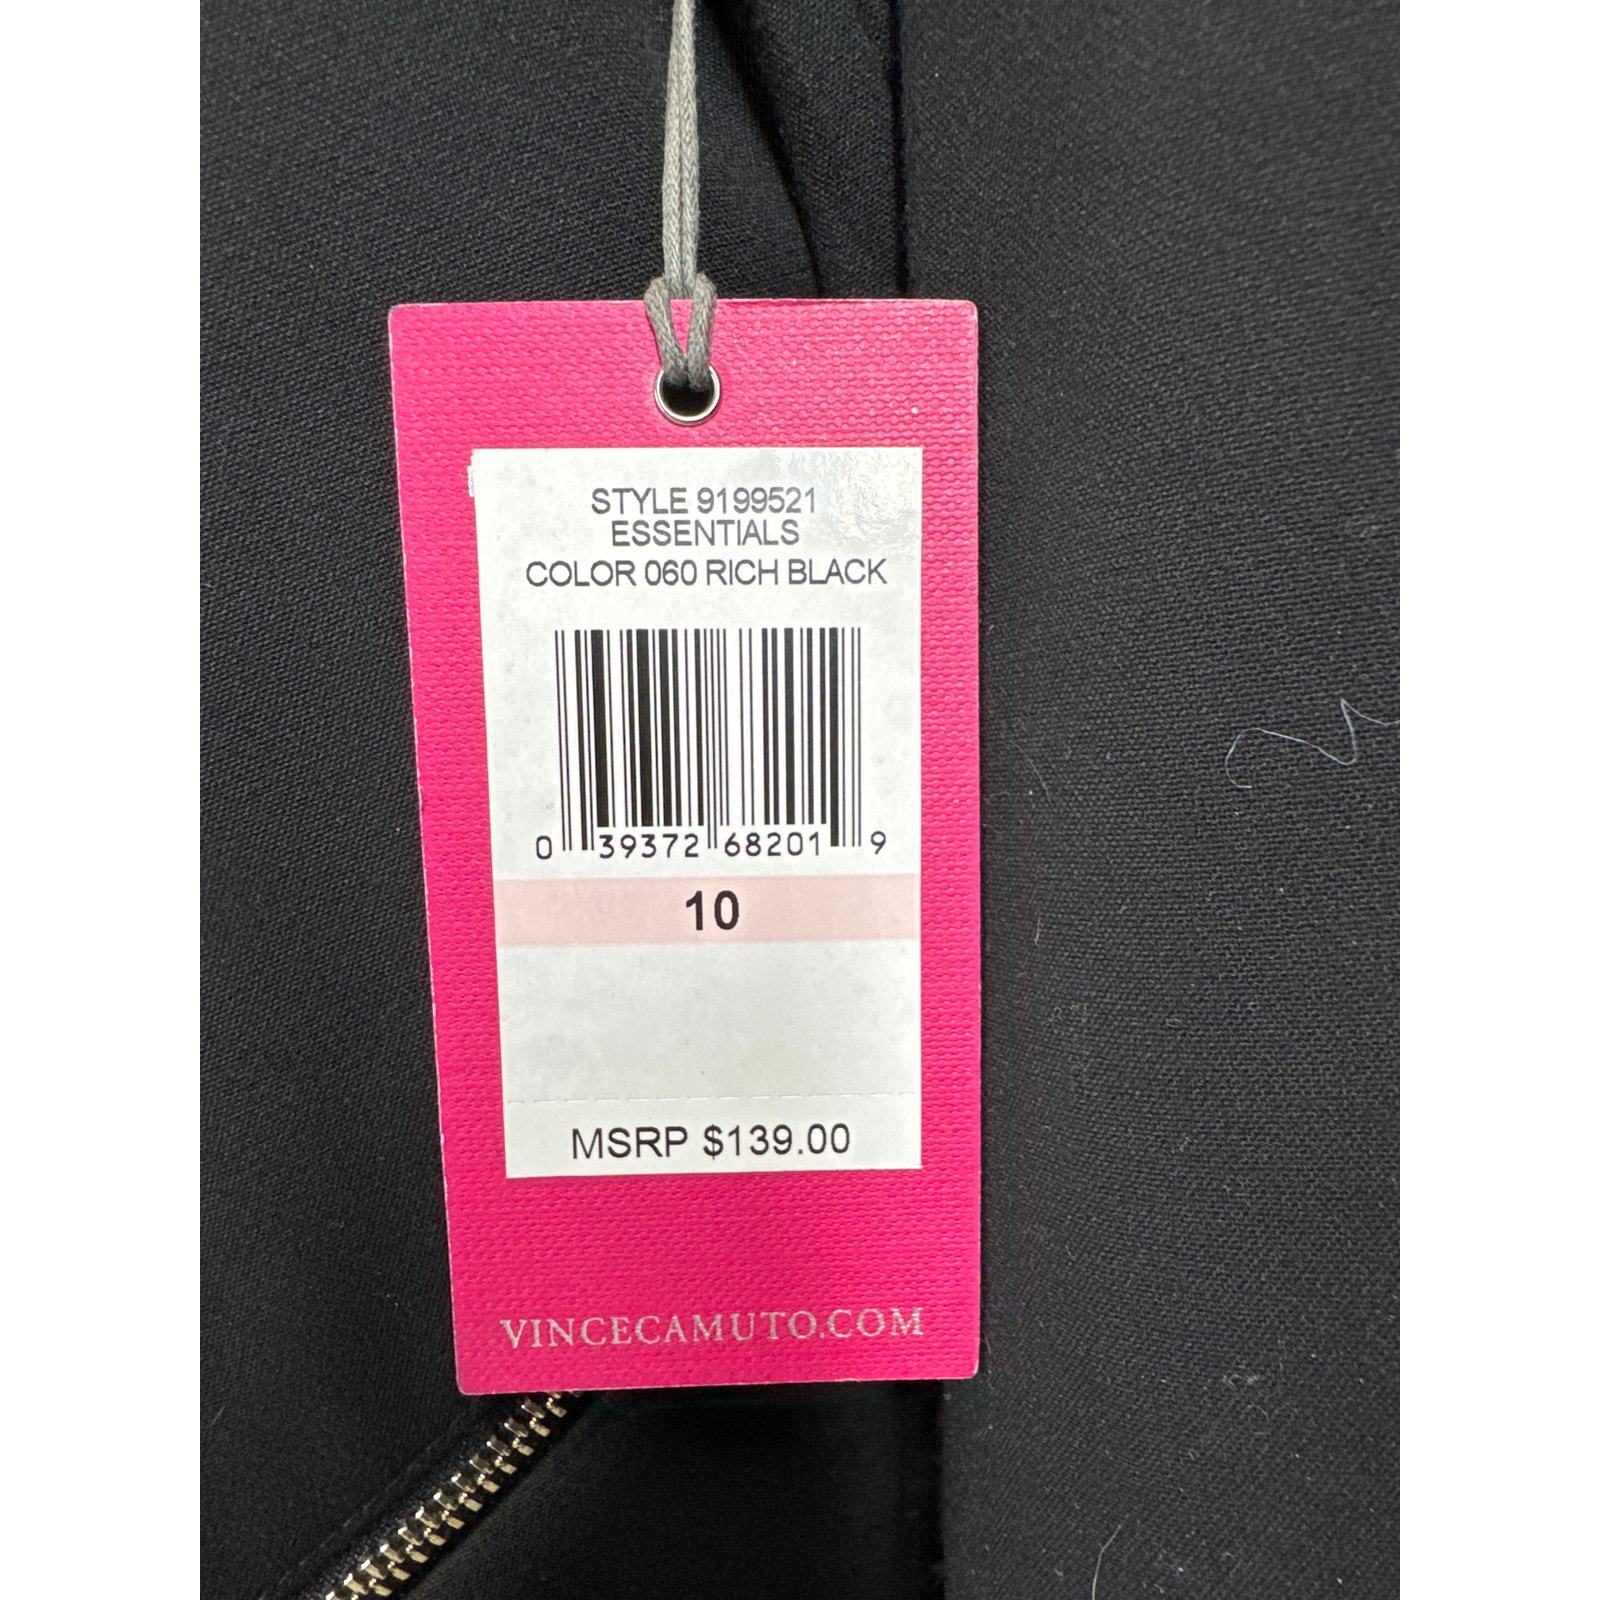 STYLE 9199521
ESSENTIALS
COLOR 060 RICH BLACK
0 39372 68201 9
10
MSRP $139.00
VINCECAMUTO.COM